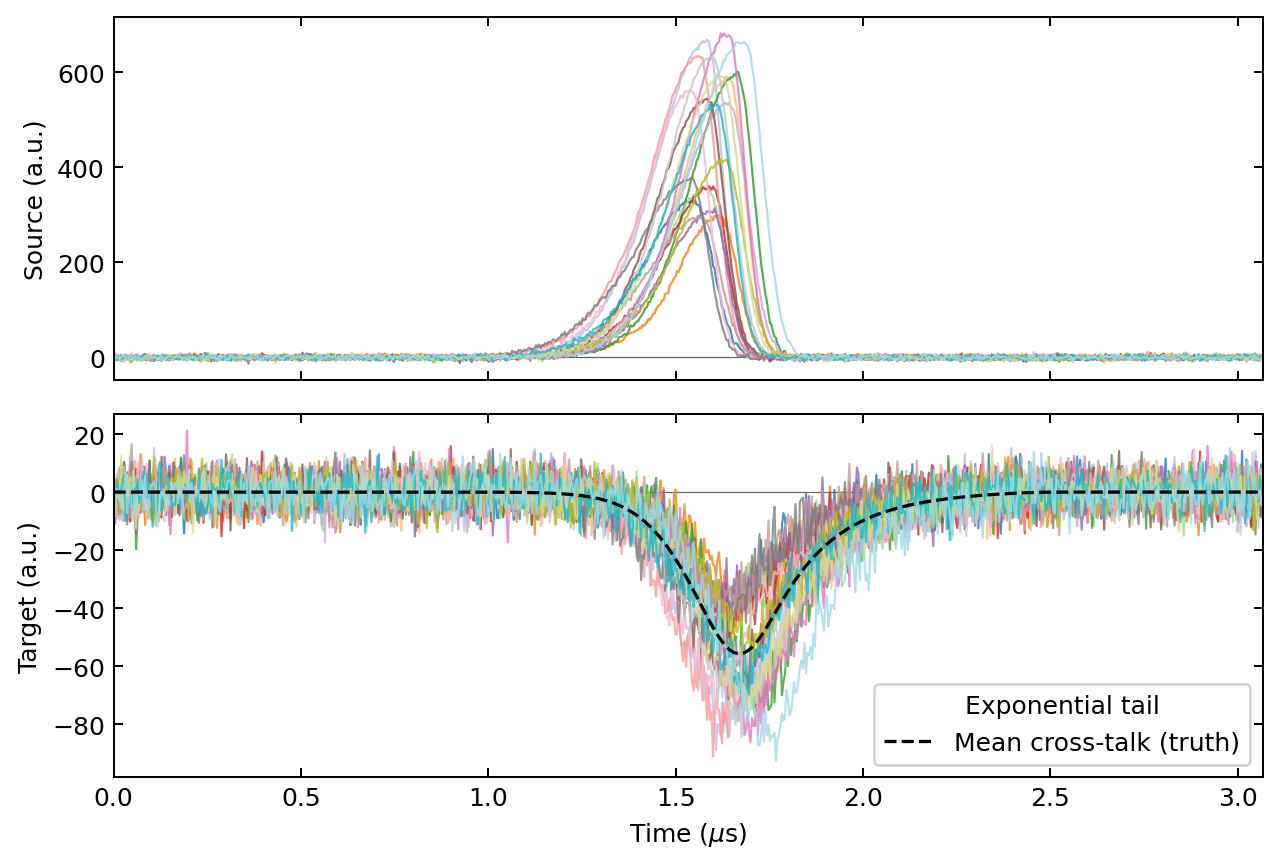 Source (a.u.)
600
400
200
0
Target (a.u.)
20
0
−20
−40
−60
−80
Exponential tail
Mean cross-talk (truth)
0.0 0.5 1.0 1.5 2.0 2.5 3.0
Time (μs)